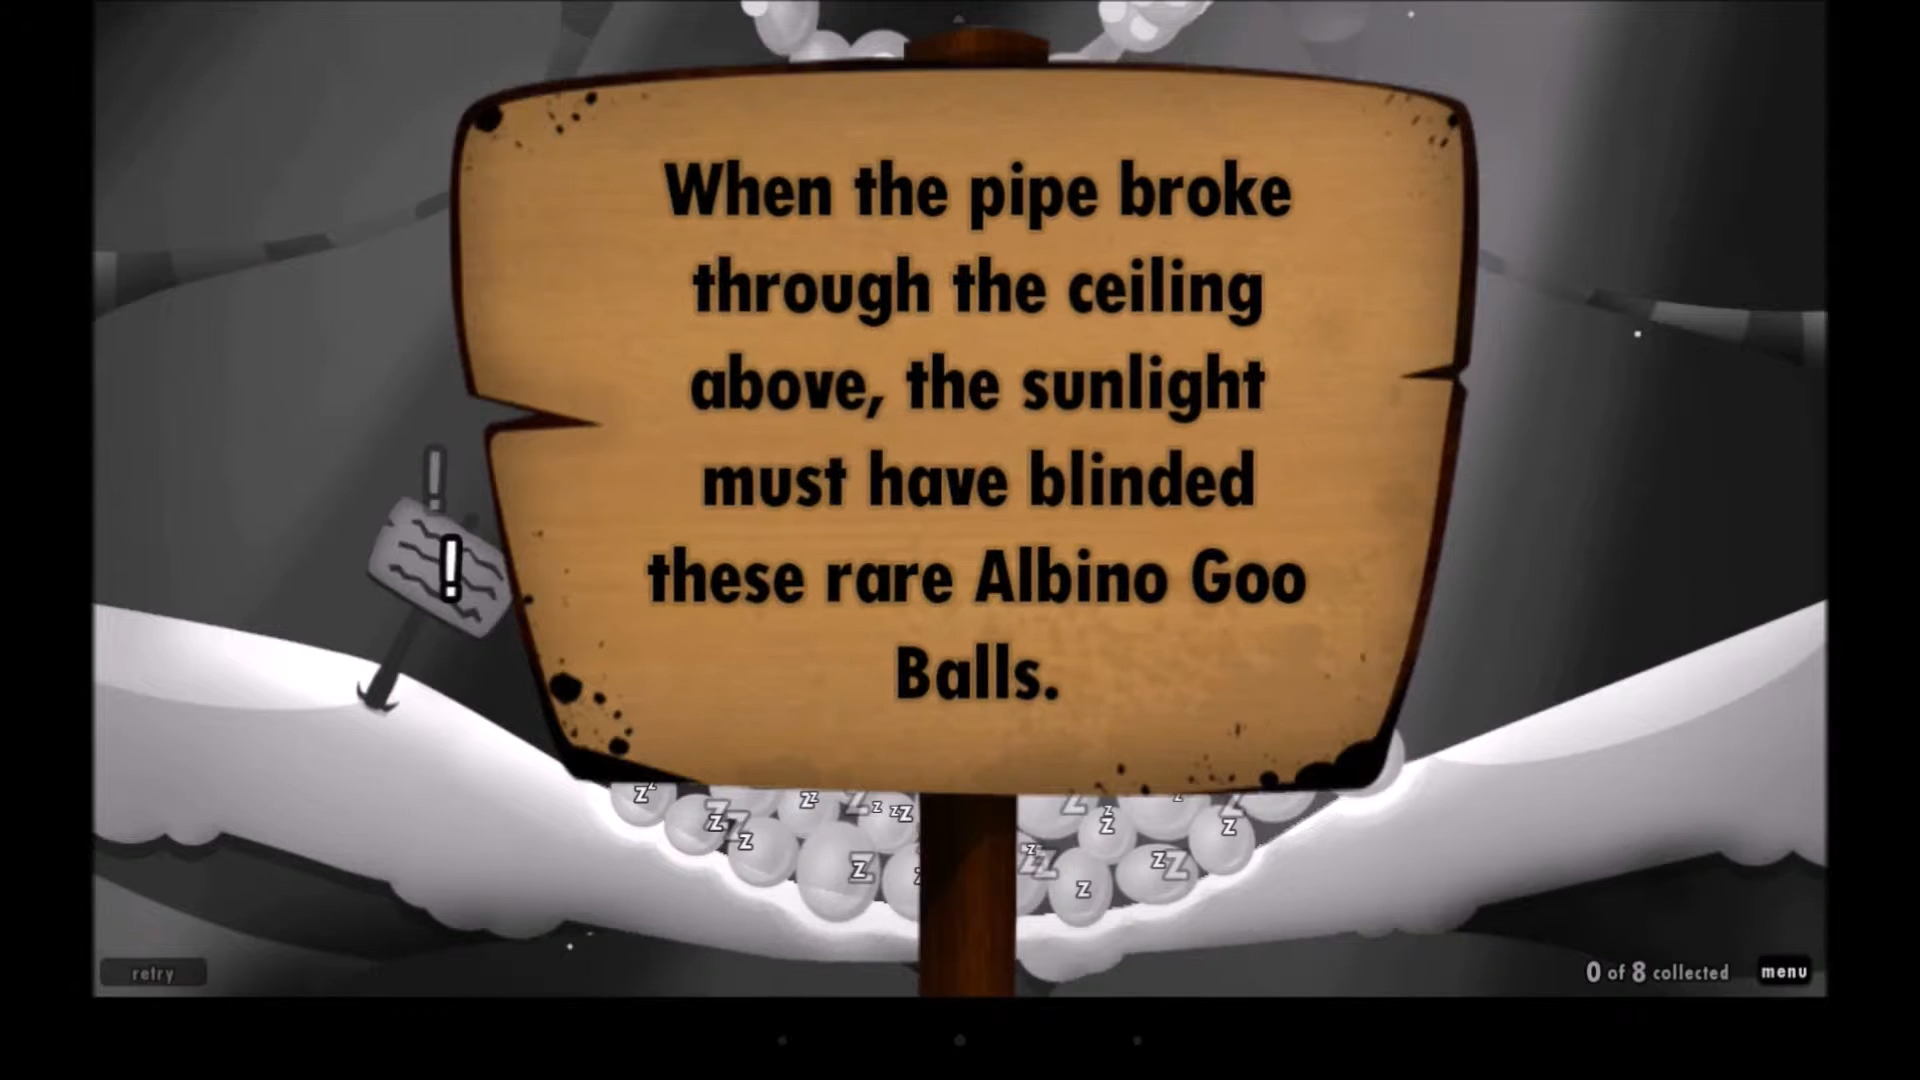 When the pipe broke
through the ceiling
above, the sunlight
must have blinded
these rare Albino Goo
Balls.
!
!
z z z z z z z z z z
z z z z z z z z z z
retry
0 of 8 collected
menu